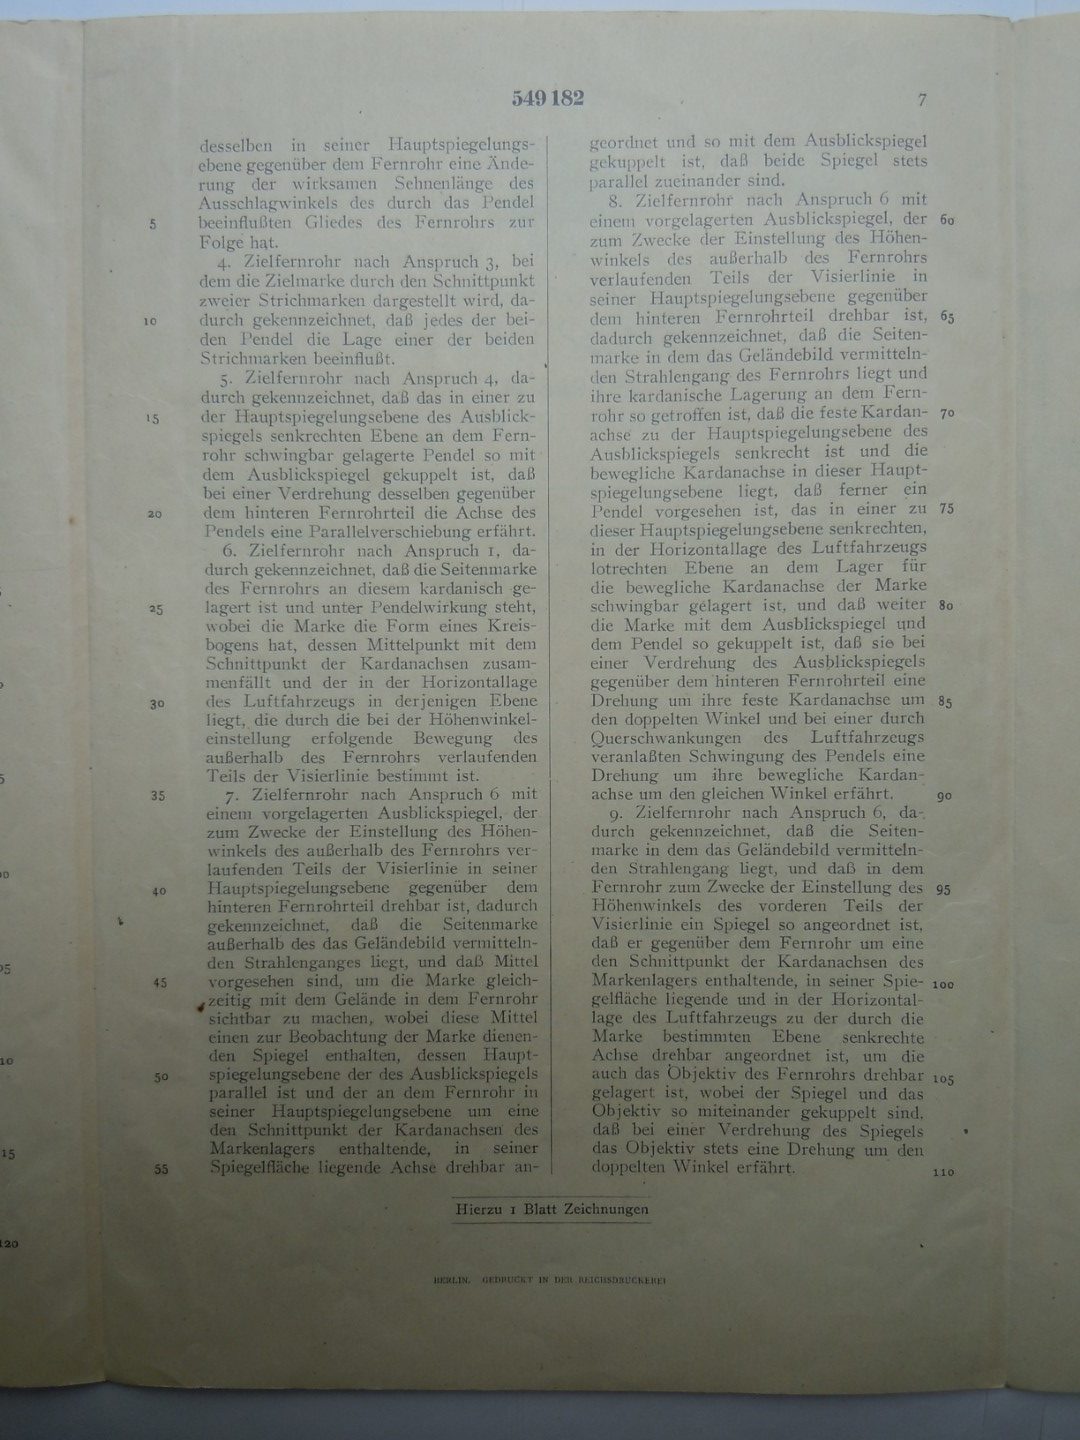 549182
7
desselben in seiner Hauptspiegelungs-
ebene gegenüber dem Fernrohr eine Ände-
rung der wirksamen Sehnenlänge des
Ausschlagwinkels des durch das Pendel
5 beeinflußten Gliedes des Fernrohrs zur
Folge hat.
4. Zielfernrohr nach Anspruch 3, bei
dem die Zielmarke durch den Schnittpunkt
zweier Strichmarken dargestellt wird, da-
10 durch gekennzeichnet, daß jedes der bei-
den Pendel die Lage einer der beiden
Strichmarken beeinflußt.
5. Zielfernrohr nach Anspruch 4, da-
durch gekennzeichnet, daß das in einer zu
15 der Hauptspiegelungsebene des Ausblick-
spiegels senkrechten Ebene an dem Fern-
rohr schwingbar gelagerte Pendel so mit
dem Ausblickspiegel gekuppelt ist, daß
bei einer Verdrehung desselben gegenüber
20 dem hinteren Fernrohrteil die Achse des
Pendels eine Parallelverschiebung erfährt.
6. Zielfernrohr nach Anspruch 1, da-
durch gekennzeichnet, daß die Seitenmarke
des Fernrohrs an diesem kardanisch ge-
25 lagert ist und unter Pendelwirkung steht,
wobei die Marke die Form eines Kreis-
bogens hat, dessen Mittelpunkt mit dem
Schnittpunkt der Kardanachsen zusam-
menfällt und der in der Horizontallage
30 des Luftfahrzeugs in derjenigen Ebene
liegt, die durch die bei der Höhenwinkel-
einstellung erfolgende Bewegung des
außerhalb des Fernrohrs verlaufenden
Teils der Visierlinie bestimmt ist.
35 7. Zielfernrohr nach Anspruch 6 mit
einem vorgelagerten Ausblickspiegel, der
zum Zwecke der Einstellung des Höhen-
winkels des außerhalb des Fernrohrs ver-
laufenden Teils der Visierlinie in seiner
40 Hauptspiegelungsebene gegenüber dem
hinteren Fernrohrteil drehbar ist, dadurch
gekennzeichnet, daß die Seitenmarke
außerhalb des das Geländebild vermitteln-
den Strahlenganges liegt, und daß Mittel
45 vorgesehen sind, um die Marke gleich-
zeitig mit dem Gelände in dem Fernrohr
sichtbar zu machen, wobei diese Mittel
einen zur Beobachtung der Marke dienen-
den Spiegel enthalten, dessen Haupt-
50 spiegelungsebene der des Ausblickspiegels
parallel ist und der an dem Fernrohr in
seiner Hauptspiegelungsebene um eine
den Schnittpunkt der Kardanachsen des
Markenlagers enthaltende, in seiner
55 Spiegelfläche liegende Achse drehbar an-
geordnet und so mit dem Ausblickspiegel
gekuppelt ist, daß beide Spiegel stets
parallel zueinander sind.
8. Zielfernrohr nach Anspruch 6 mit
einem vorgelagerten Ausblickspiegel, der 60
zum Zwecke der Einstellung des Höhen-
winkels des außerhalb des Fernrohrs
verlaufenden Teils der Visierlinie in
seiner Hauptspiegelungsebene gegenüber
dem hinteren Fernrohrteil drehbar ist, 65
dadurch gekennzeichnet, daß die Seiten-
marke in dem das Geländebild vermitteln-
den Strahlengang des Fernrohrs liegt und
ihre kardanische Lagerung an dem Fern-
rohr so getroffen ist, daß die feste Kardan- 70
achse zu der Hauptspiegelungsebene des
Ausblickspiegels senkrecht ist und die
bewegliche Kardanachse in dieser Haupt-
spiegelungsebene liegt, daß ferner ein
Pendel vorgesehen ist, das in einer zu 75
dieser Hauptspiegelungsebene senkrechten,
in der Horizontallage des Luftfahrzeugs
lotrechten Ebene an dem Lager für
die bewegliche Kardanachse der Marke
schwingbar gelagert ist, und daß weiter 80
die Marke mit dem Ausblickspiegel und
dem Pendel so gekuppelt ist, daß sie bei
einer Verdrehung des Ausblickspiegels
gegenüber dem hinteren Fernrohrteil eine
Drehung um ihre feste Kardanachse um 85
den doppelten Winkel und bei einer durch
Querschwankungen des Luftfahrzeugs
veranlaßten Schwingung des Pendels eine
Drehung um ihre bewegliche Kardan-
achse um den gleichen Winkel erfährt. 90
9. Zielfernrohr nach Anspruch 6, da-
durch gekennzeichnet, daß die Seiten-
marke in dem das Geländebild vermitteln-
den Strahlengang liegt, und daß in dem
Fernrohr zum Zwecke der Einstellung des 95
Höhenwinkels des vorderen Teils der
Visierlinie ein Spiegel so angeordnet ist,
daß er gegenüber dem Fernrohr um eine
den Schnittpunkt der Kardanachsen des
Markenlagers enthaltende, in seiner Spie- 100
gelfläche liegende und in der Horizontal-
lage des Luftfahrzeugs zu der durch die
Marke bestimmten Ebene senkrechte
Achse drehbar angeordnet ist, um die
auch das Objektiv des Fernrohrs drehbar 105
gelagert ist, wobei der Spiegel und das
Objektiv so miteinander gekuppelt sind,
daß bei einer Verdrehung des Spiegels
das Objektiv stets eine Drehung um den
doppelten Winkel erfährt. 110
Hierzu 1 Blatt Zeichnungen
BERLIN. GEDRUCKT IN DER REICHSDRUCKEREI
120